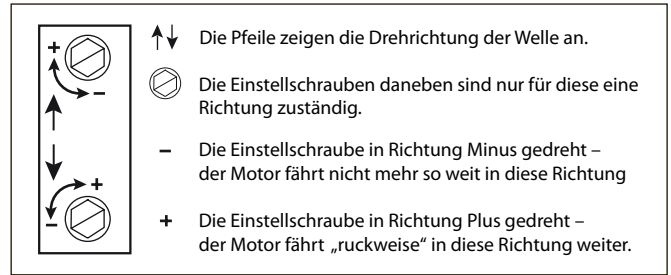 +
–
+
–
Die Pfeile zeigen die Drehrichtung der Welle an.
Die Einstellschrauben daneben sind nur für diese eine
Richtung zuständig.
– Die Einstellschraube in Richtung Minus gedreht –
der Motor fährt nicht mehr so weit in diese Richtung
+ Die Einstellschraube in Richtung Plus gedreht –
der Motor fährt „ruckweise“ in diese Richtung weiter.